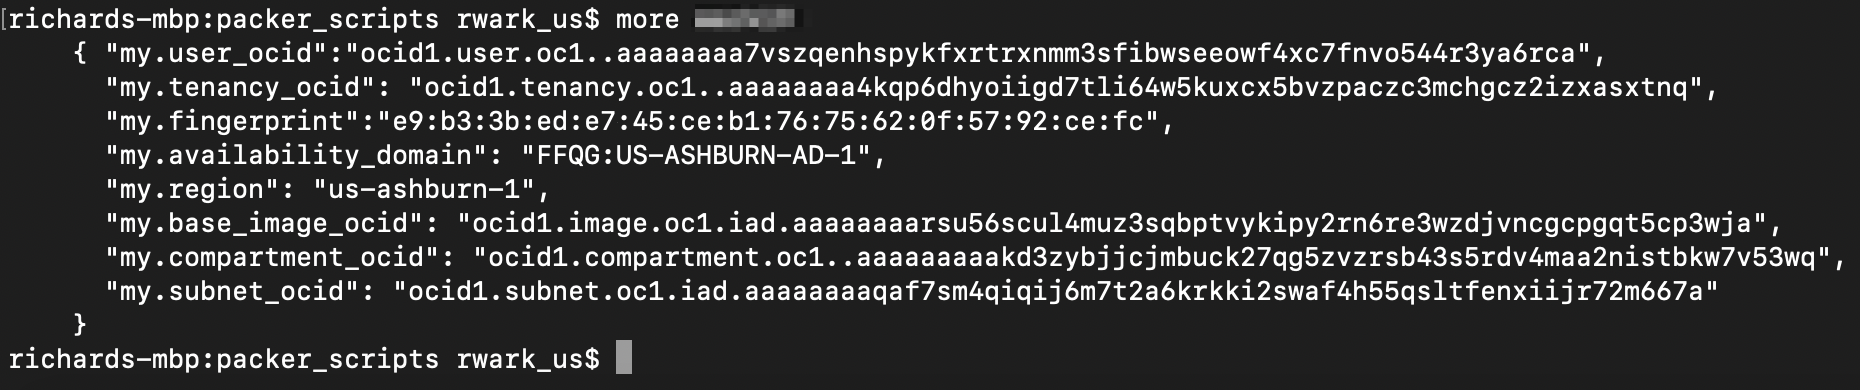 richards-mbp:packer_scripts rwark_us$ more
{ "my.user_ocid":"ocid1.user.oc1..aaaaaaaa7vszqenhspykfxrtrxnmm3sfibwseeowf4xc7fnvo544r3ya6rca",
"my.tenancy_ocid": "ocid1.tenancy.oc1..aaaaaaaa4kqp6dhyoiigd7tli64w5kuxcx5bvzpaczc3mchgcz2izxasxtnq",
"my.fingerprint":"e9:b3:3b:ed:e7:45:ce:b1:76:75:62:0f:57:92:ce:fc",
"my.availability_domain": "FFQG:US-ASHBURN-AD-1",
"my.region": "us-ashburn-1",
"my.base_image_ocid": "ocid1.image.oc1.iad.aaaaaaaarsu56scul4muz3sqbptvykipy2rn6re3wzdjvncgcpgqt5cp3wja",
"my.compartment_ocid": "ocid1.compartment.oc1..aaaaaaaaakd3zybjjcjmbuck27qg5zvzrsb43s5rdv4maa2nistbkw7v53wq",
"my.subnet_ocid": "ocid1.subnet.oc1.iad.aaaaaaaaqaf7sm4qiqij6m7t2a6krkki2swaf4h55qsltfenxiijr72m667a"
}
richards-mbp:packer_scripts rwark_us$